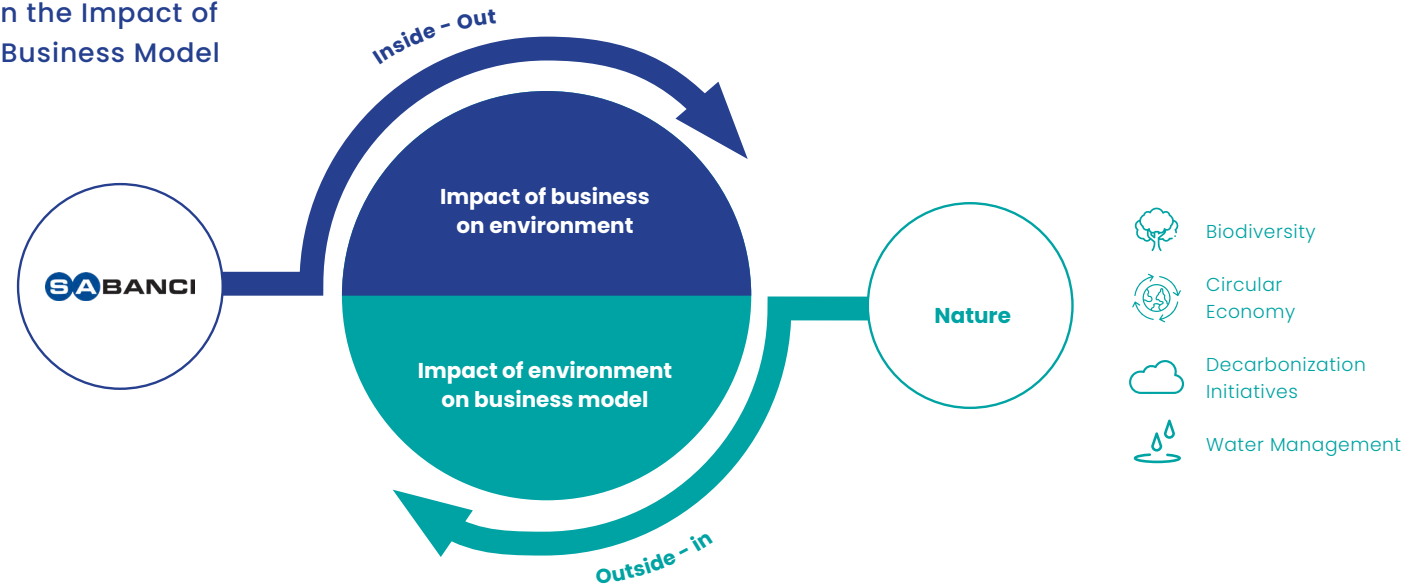 n the Impact of
Business Model
Inside - Out
Impact of business
on environment
SABANCI
Nature
Impact of environment
on business model
Outside - in
Biodiversity
Circular
Economy
Decarbonization
Initiatives
Water Management